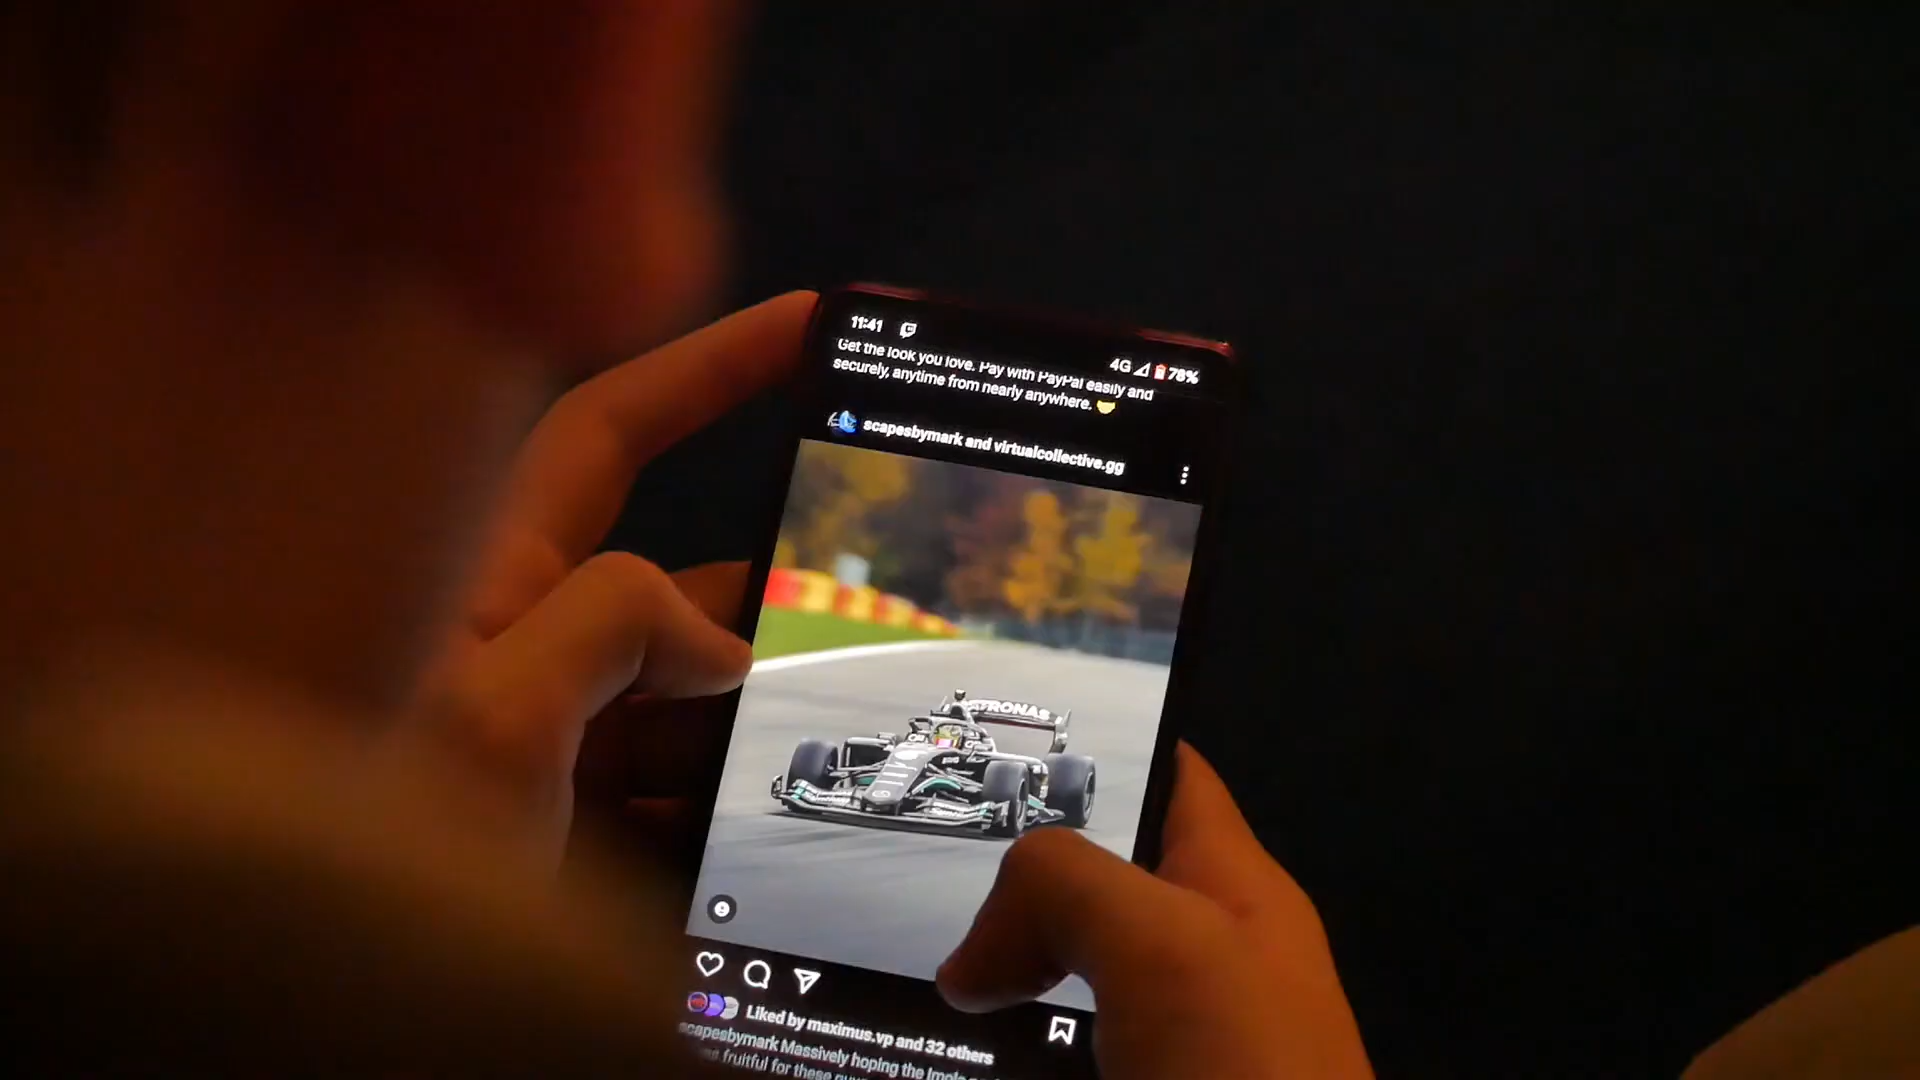 11:41
4G 78%
Get the look you love. Pay with PayPal easily and
securely, anytime from nearly anywhere.
scapesbymark and virtualcollective.gg
PETRONAS
Liked by maximus.vp and 32 others
scapesbymark Massively hoping the Imola
fruitful for these